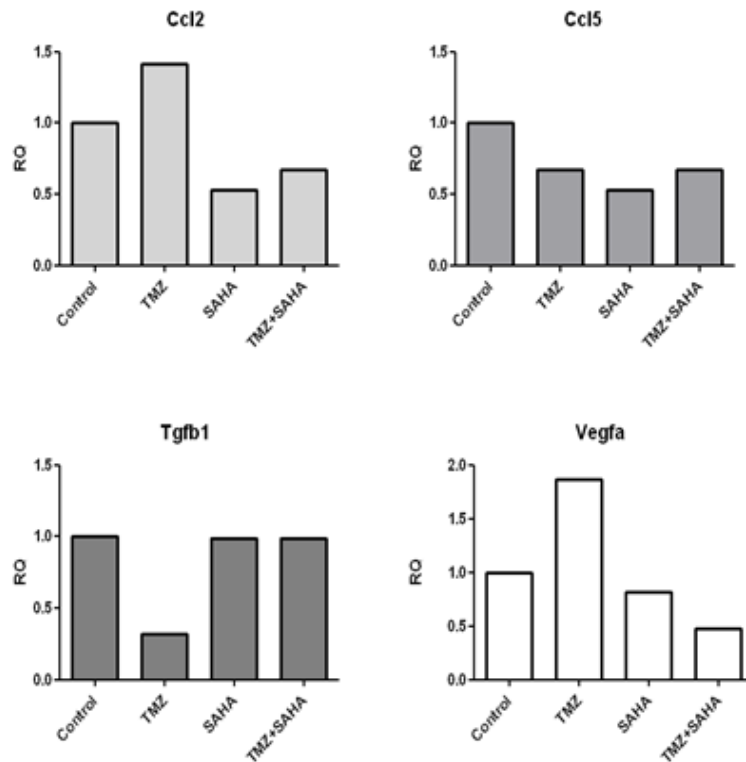 Ccl2
1.5
1.0
0.5
0.0
RQ
Control
TMZ
SAHA
TMZ+SAHA
Ccl5
1.5
1.0
0.5
0.0
RQ
Control
TMZ
SAHA
TMZ+SAHA
Tgfb1
1.5
1.0
0.5
0.0
RQ
Control
TMZ
SAHA
TMZ+SAHA
Vegfa
2.0
1.5
1.0
0.5
0.0
RQ
Control
TMZ
SAHA
TMZ+SAHA